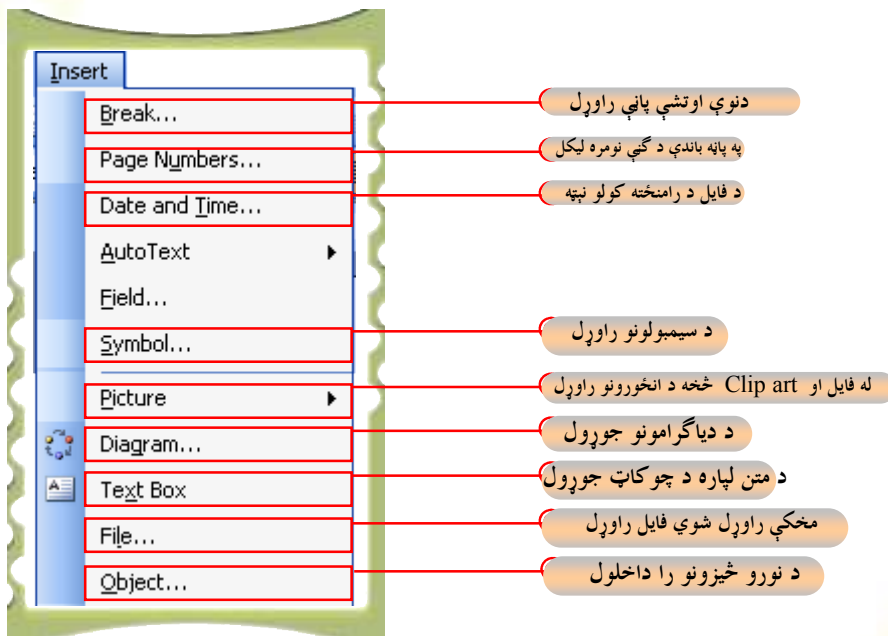 Insert
Break...
دنوې اوتشې پاڼې راوړل
Page Numbers...
په پاڼه باندې د گڼې نومره ليکل
Date and Time...
د فايل د رامنځته کولو نېټه
AutoText
Field...
Symbol...
د سيمبولونو راوړل
Picture
له فايل او Clip art څخه د انځورونو راوړل
Diagram...
د دياگرامونو جوړول
Text Box
د متن لپاره د چوکاټ جوړول
File...
مخکې راوړل شوي فايل راوړل
Object...
د نورو څيزونو را داخلول